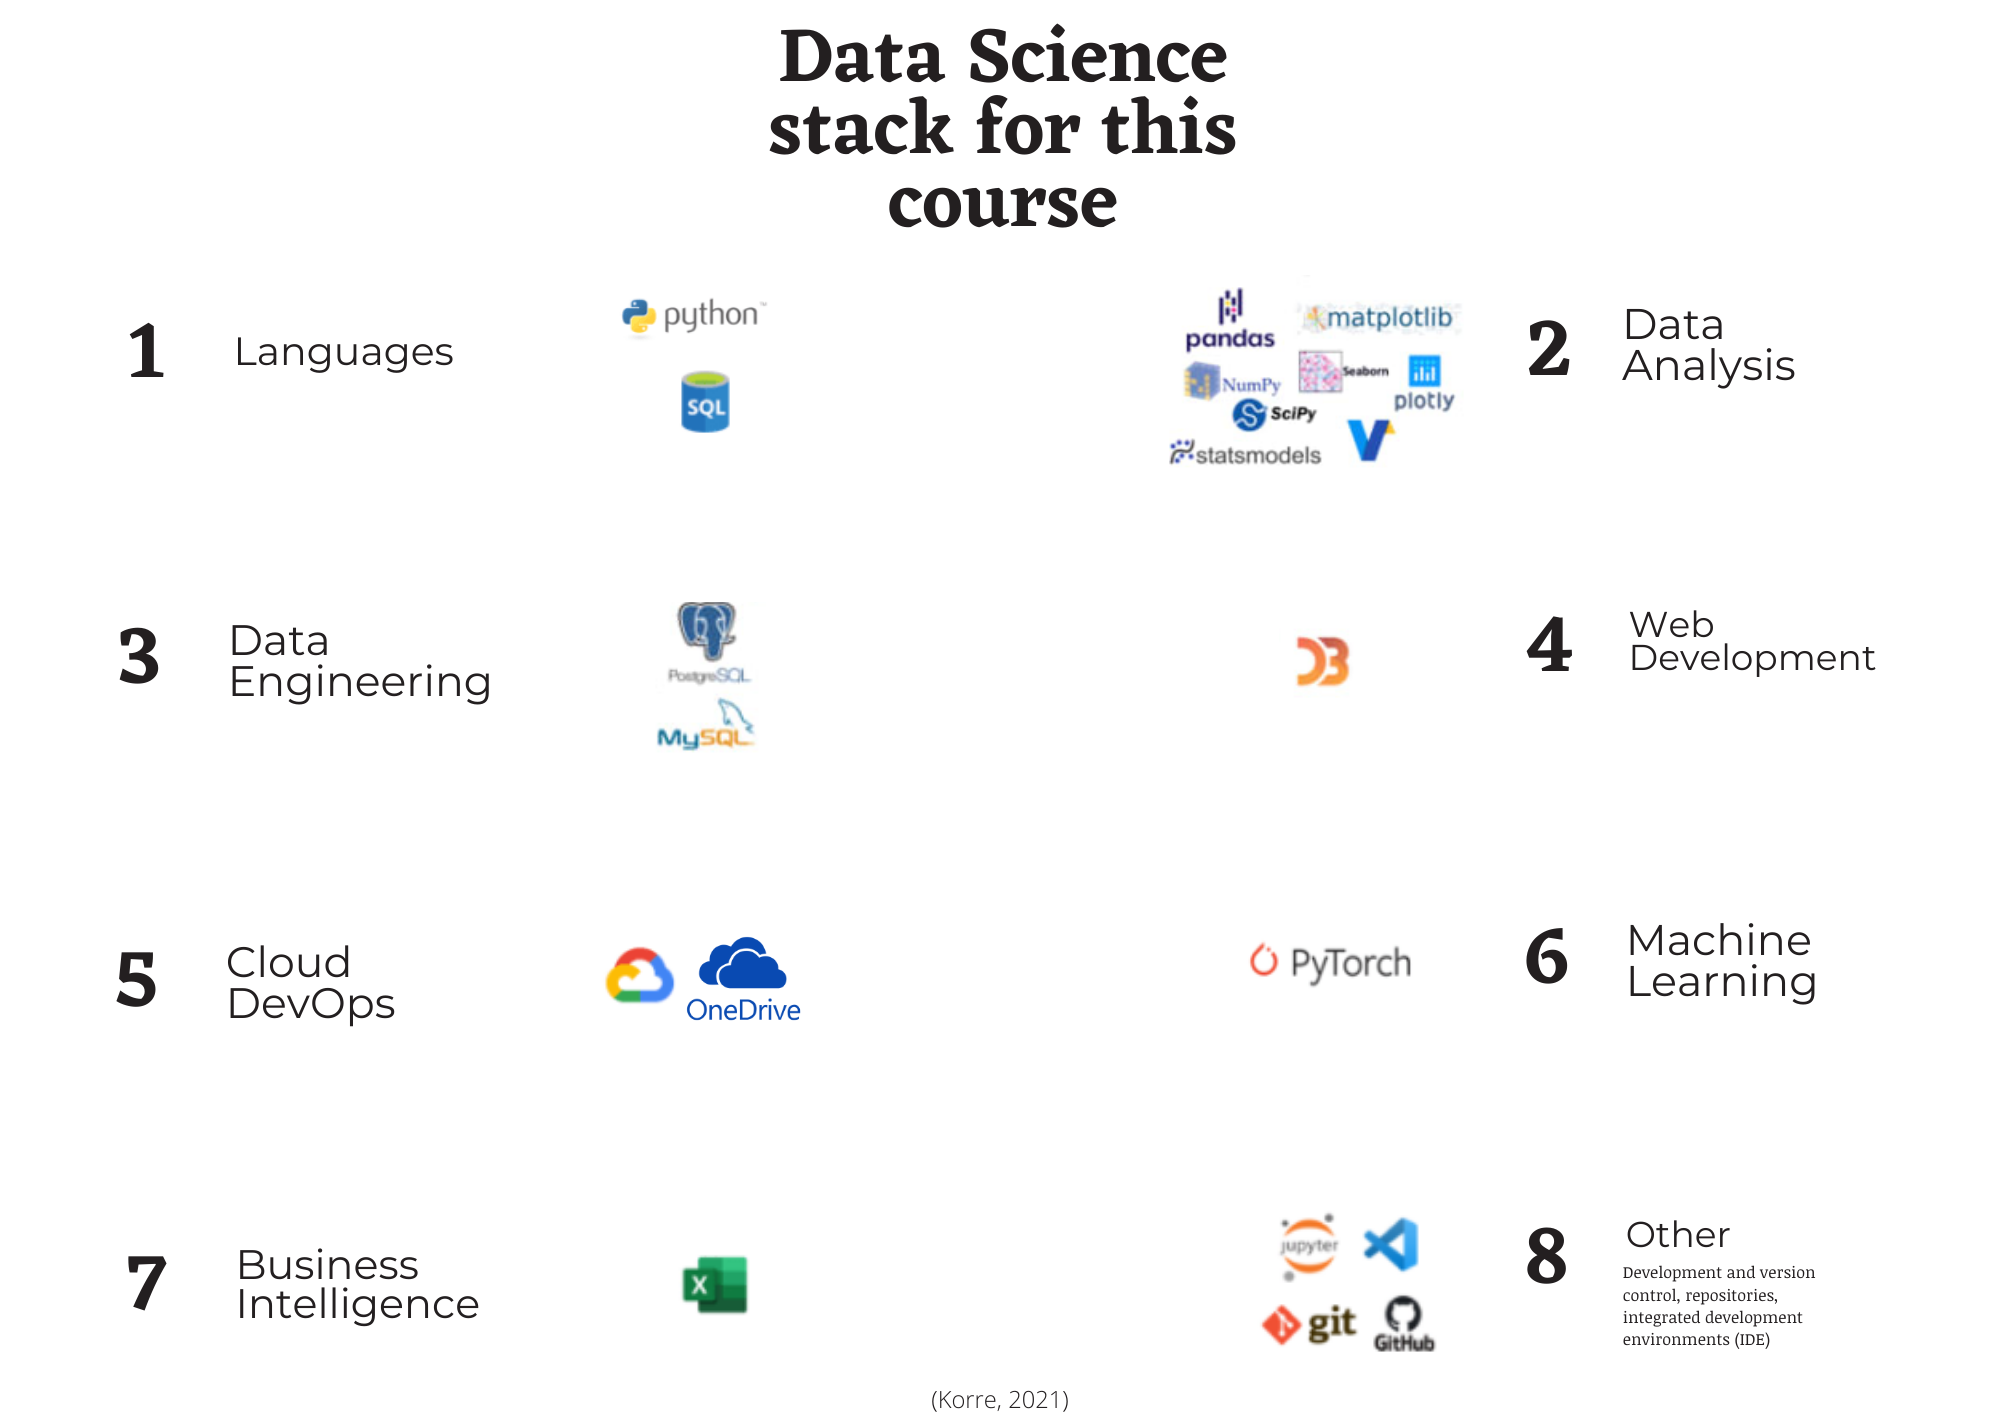 Data Science
stack for this
course
1
Languages
python™
SQL
pandas
matplotlib
NumPy
Seaborn
plotly
SciPy
statsmodels
2
Data
Analysis
3
Data
Engineering
PostgreSQL
MySQL
D3
4
Web
Development
5
Cloud
DevOps
OneDrive
PyTorch
6
Machine
Learning
7
Business
Intelligence
X
jupyter
git
GitHub
8
Other
Development and version
control, repositories,
integrated development
environments (IDE)
(Korre, 2021)